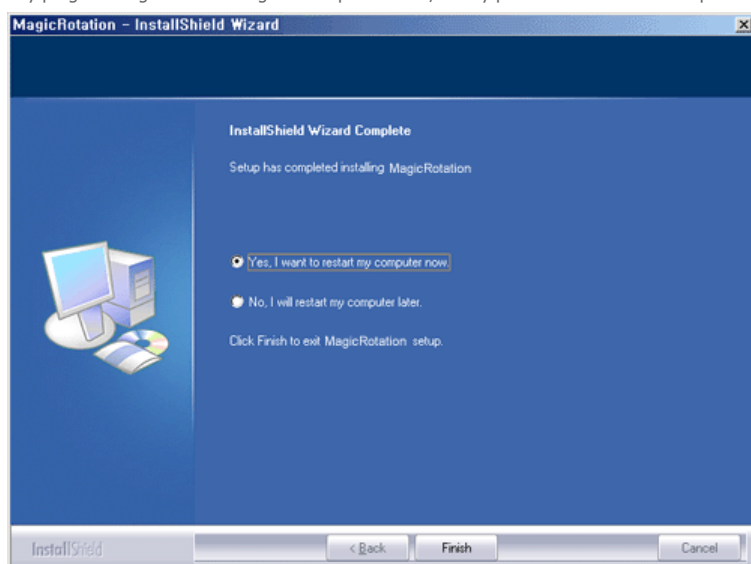 MagicRotation - InstallShield Wizard
InstallShield Wizard Complete
Setup has completed installing MagicRotation
Yes, I want to restart my computer now.
No, I will restart my computer later.
Click Finish to exit MagicRotation setup.
InstallShield
< Back Finish Cancel